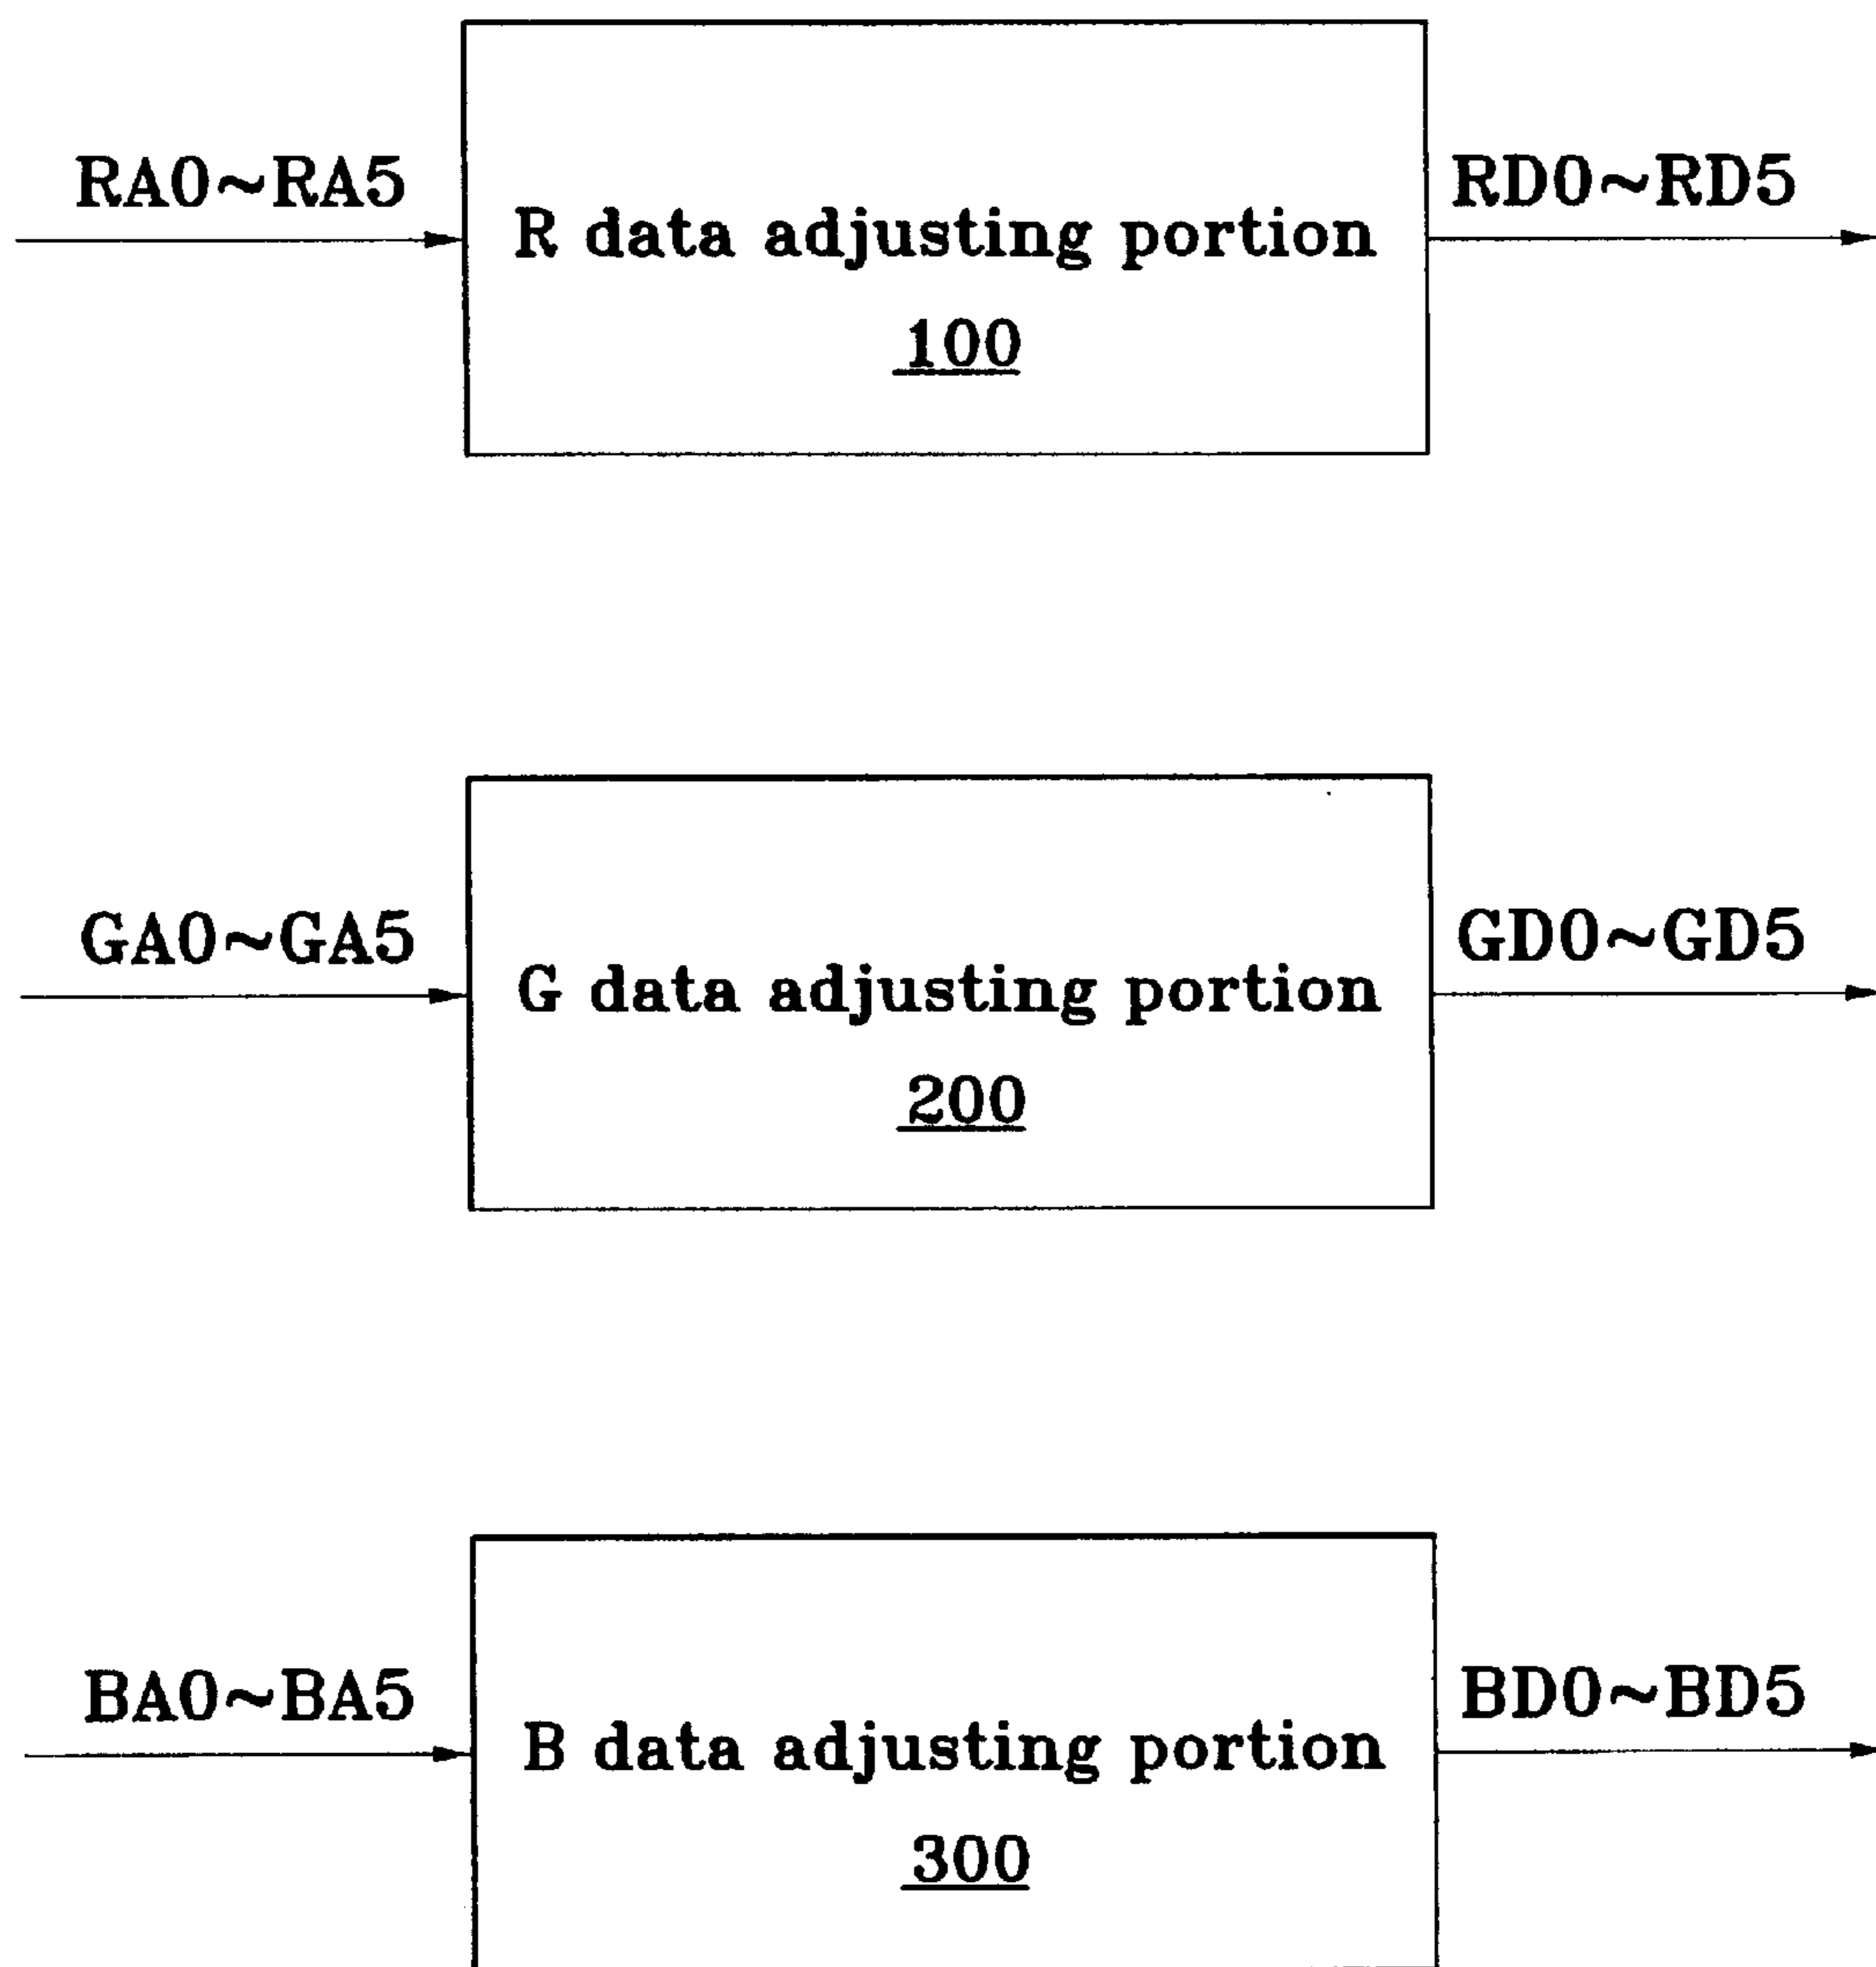 RA0~RA5
R data adjusting portion
100
RD0~RD5
GA0~GA5
G data adjusting portion
200
GD0~GD5
BA0~BA5
B data adjusting portion
300
BD0~BD5